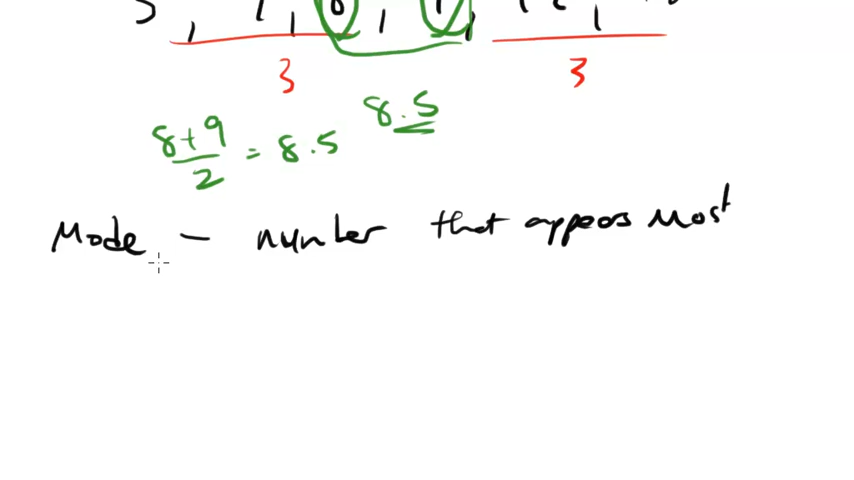 3 3
8.5
8+9
2 = 8.5
Mode – number that appears most